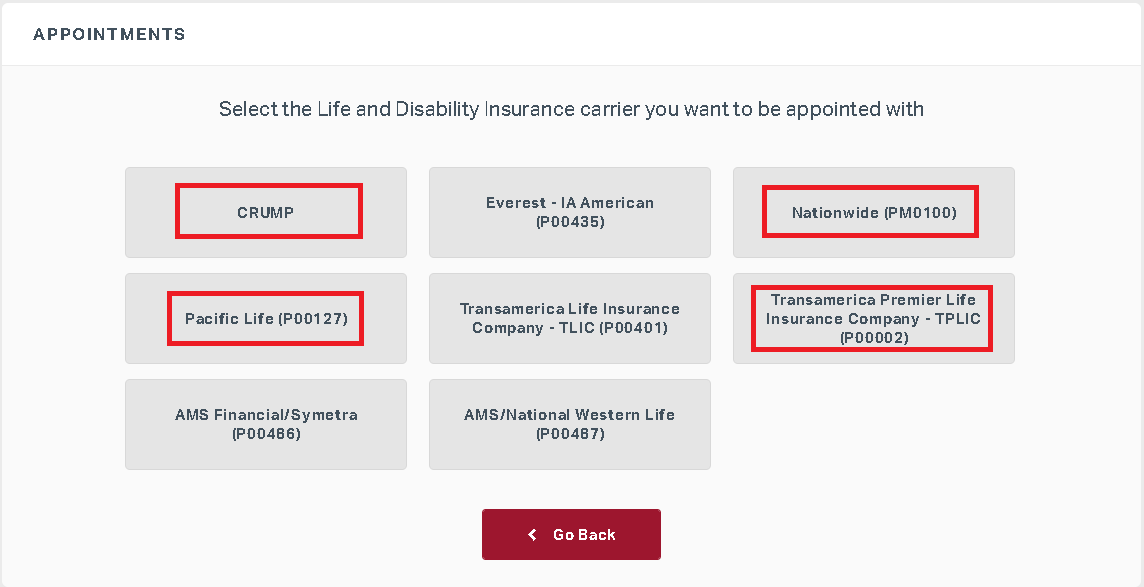 APPOINTMENTS
Select the Life and Disability Insurance carrier you want to be appointed with
CRUMP
Everest - IA American
(P00435)
Nationwide (PM0100)
Pacific Life (P00127)
Transamerica Life Insurance
Company - TLIC (P00401)
Transamerica Premier Life
Insurance Company - TPLIC
(P00002)
AMS Financial/Symetra
(P00486)
AMS/National Western Life
(P00487)
Go Back